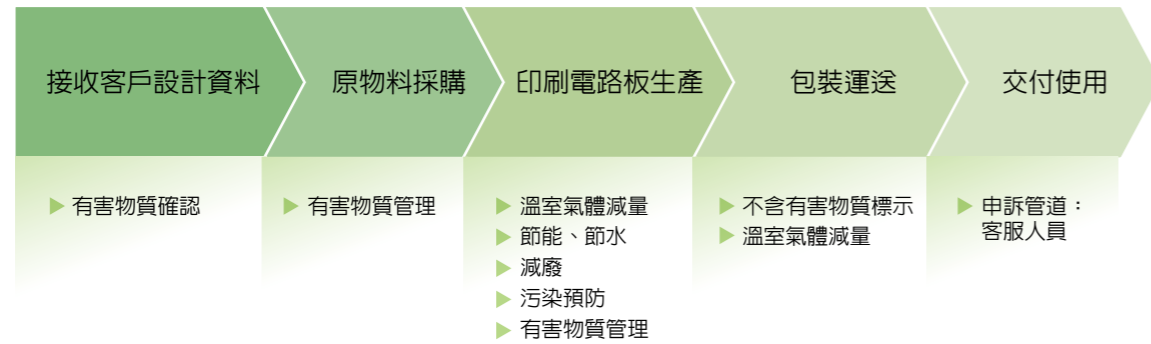 接收客戶設計資料
原物料採購
印刷電路板生產
包裝運送
交付使用
有害物質確認
有害物質管理
溫室氣體減量
節能、節水
減廢
污染預防
有害物質管理
不含有害物質標示
溫室氣體減量
申訴管道：
客服人員